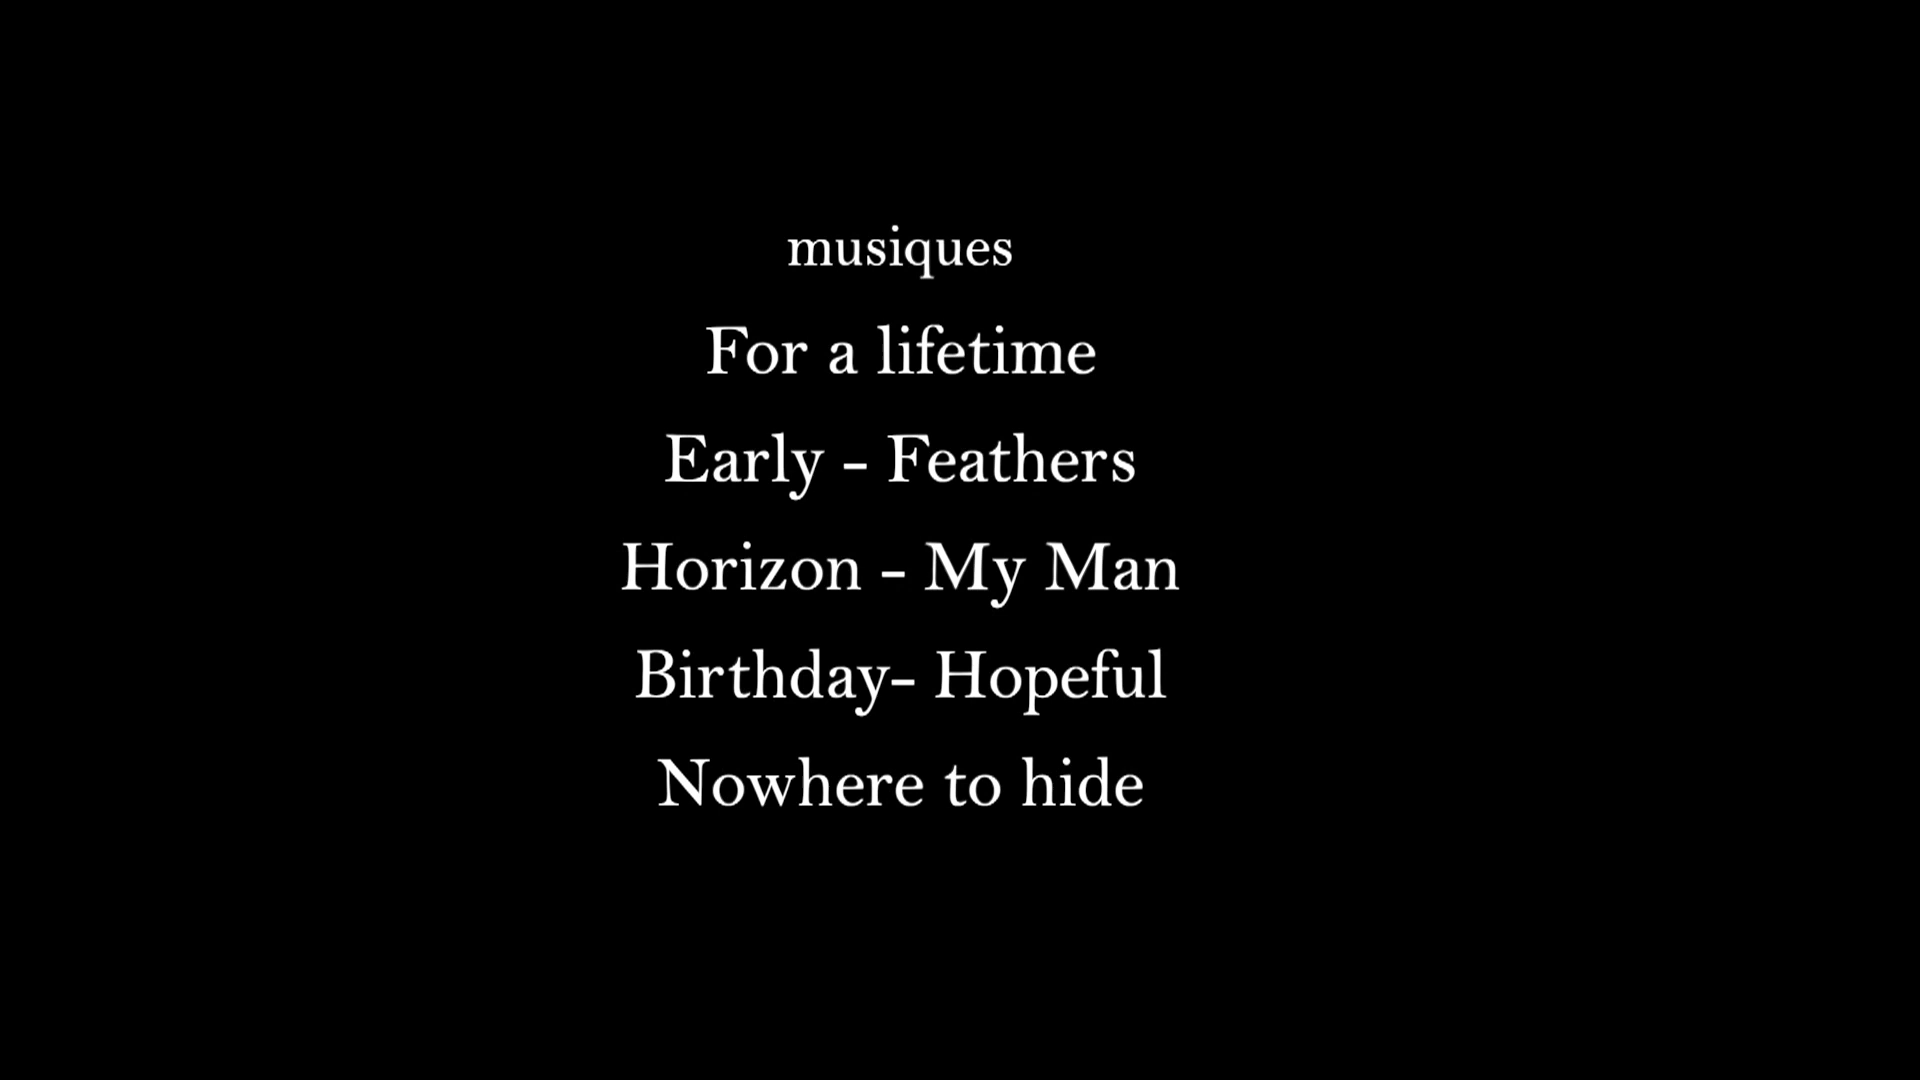 musiques
For a lifetime
Early - Feathers
Horizon - My Man
Birthday- Hopeful
Nowhere to hide